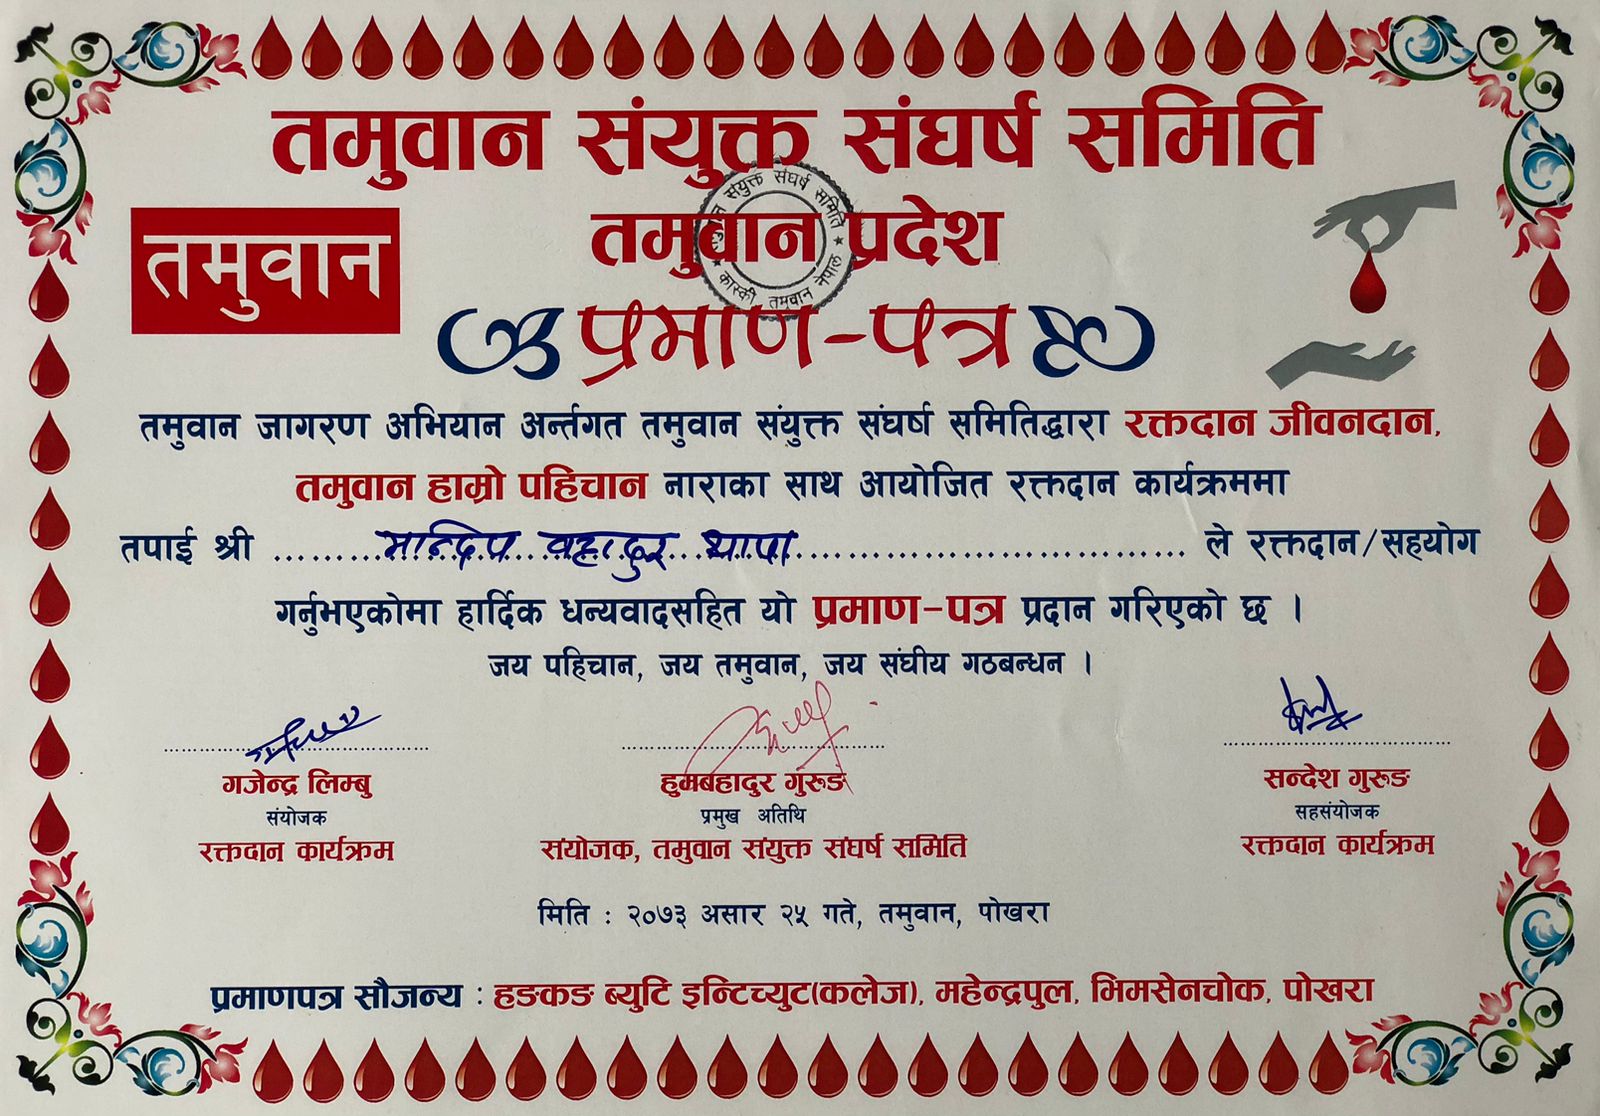 तमुवान संयुक्त संघर्ष समिति
तमुवान प्रदेश
तमुवान
संयुक्त संघर्ष समिति
कास्की तमुवान नेपाल
प्रमाण-पत्र
तमुवान जागरण अभियान अर्न्तगत तमुवान संयुक्त संघर्ष समितिद्धारा रक्तदान जीवनदान,
तमुवान हाम्रो पहिचान नाराका साथ आयोजित रक्तदान कार्यक्रममा
तपाई श्री मान्दिप वहादुर थापा ले रक्तदान/सहयोग
गर्नुभएकोमा हार्दिक धन्यवादसहित यो प्रमाण-पत्र प्रदान गरिएको छ ।
जय पहिचान, जय तमुवान, जय संघीय गठबन्धन ।
गजेन्द्र लिम्बु
संयोजक
रक्तदान कार्यक्रम
हुमबहादुर गुरुङ
प्रमुख अतिथि
संयोजक, तमुवान संयुक्त संघर्ष समिति
सन्देश गुरुङ
सहसंयोजक
रक्तदान कार्यक्रम
मिति : २०७३ असार २५ गते, तमुवान, पोखरा
प्रमाणपत्र सौजन्य : हङकङ ब्युटि इन्टिच्युट(कलेज), महेन्द्रपुल, भिमसेनचोक, पोखरा